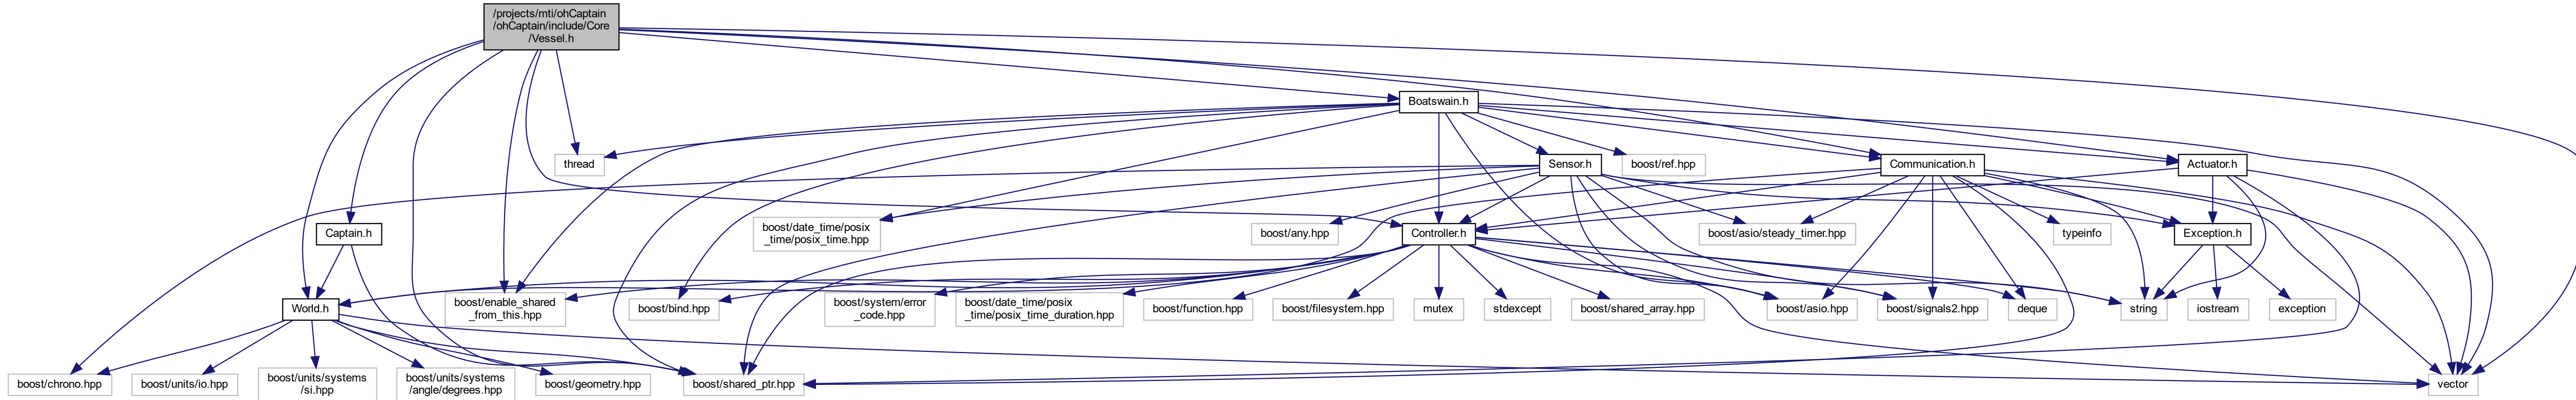 /projects/mti/ohCaptain
/ohCaptain/include/Core
/Vessel.h
Boatswain.h
thread
Sensor.h
boost/ref.hpp
Communication.h
Actuator.h
Captain.h
boost/date_time/posix
_time/posix_time.hpp
boost/any.hpp
Controller.h
boost/asio/steady_timer.hpp
typeinfo
Exception.h
World.h
boost/enable_shared
_from_this.hpp
boost/bind.hpp
boost/system/error
_code.hpp
boost/date_time/posix
_time/posix_time_duration.hpp
boost/function.hpp
boost/filesystem.hpp
mutex
stdexcept
boost/shared_array.hpp
boost/asio.hpp
boost/signals2.hpp
deque
string
iostream
exception
boost/chrono.hpp
boost/units/io.hpp
boost/units/systems
/si.hpp
boost/units/systems
/angle/degrees.hpp
boost/geometry.hpp
boost/shared_ptr.hpp
vector